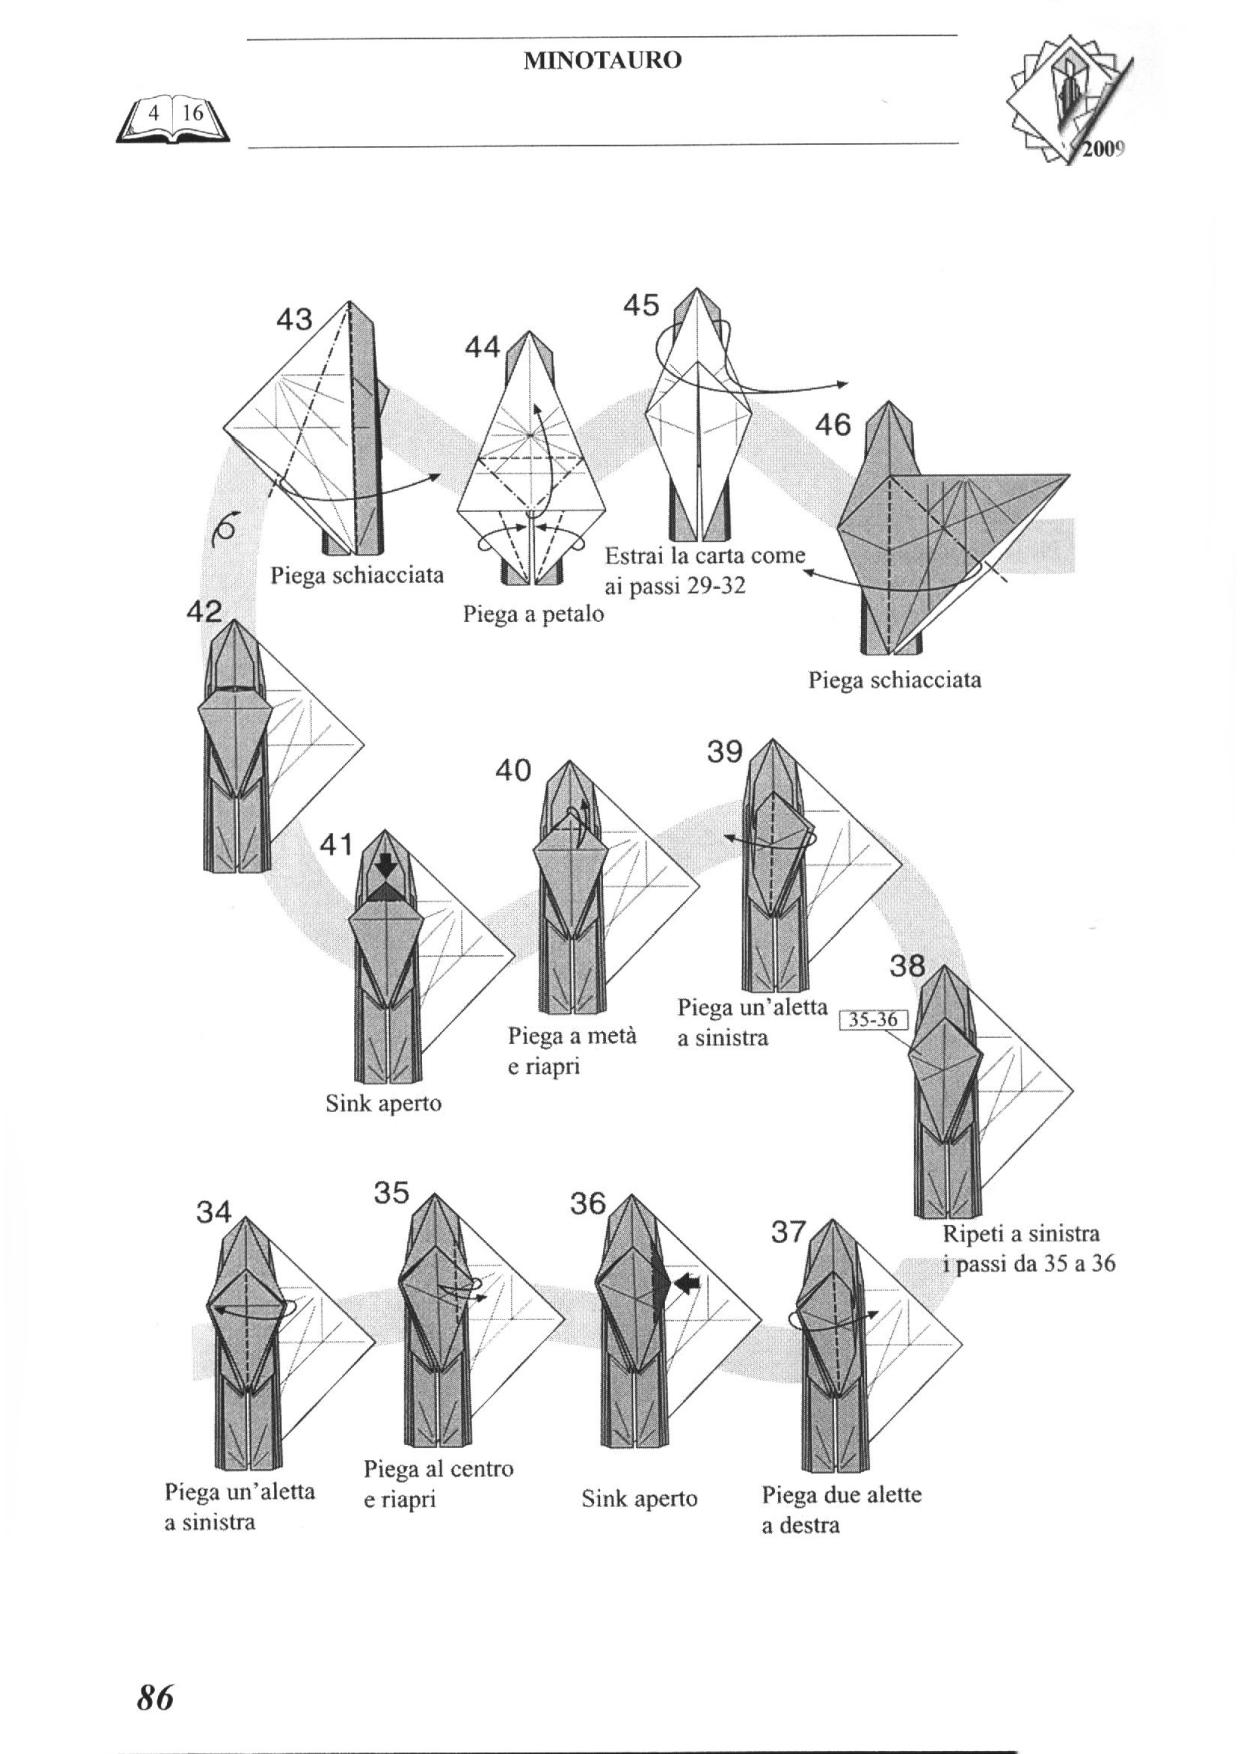 MINOTAURO
4 16
2009
43
Piega schiacciata
44
Piega a petalo
45
Estrai la carta come
ai passi 29-32
46
Piega schiacciata
42
41
Sink aperto
40
Piega a metà
e riapri
39
Piega un'aletta
a sinistra
38
35-36
Ripeti a sinistra
i passi da 35 a 36
34
Piega un'aletta
a sinistra
35
Piega al centro
e riapri
36
Sink aperto
37
Piega due alette
a destra
86